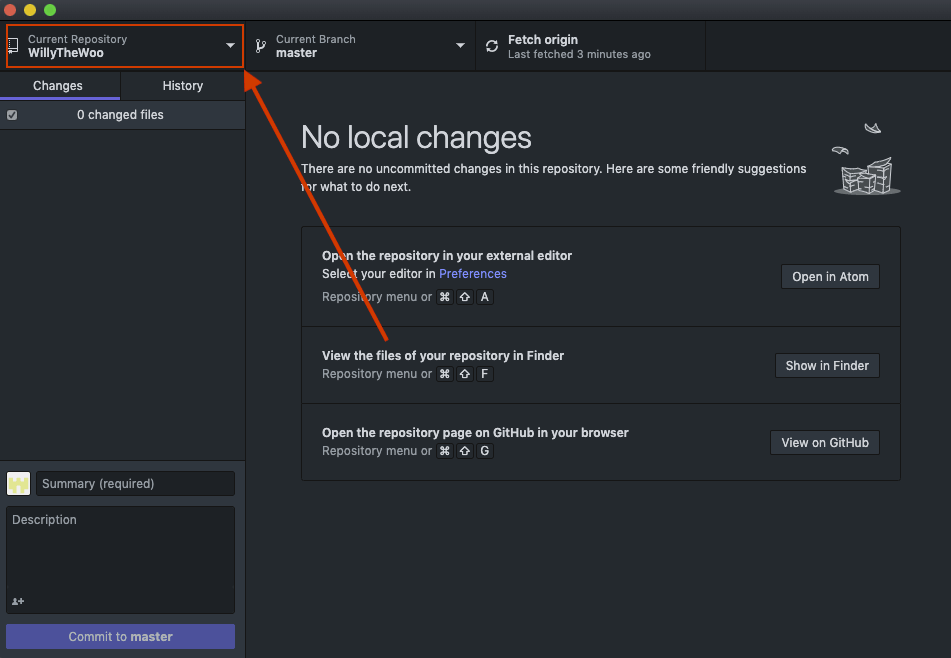 Current Repository
WillyTheWoo
Current Branch
master
Fetch origin
Last fetched 3 minutes ago
Changes
History
0 changed files
No local changes
There are no uncommitted changes in this repository. Here are some friendly suggestions
for what to do next.
Open the repository in your external editor
Select your editor in Preferences
Repository menu or ⌘ ⇧ A
Open in Atom
View the files of your repository in Finder
Repository menu or ⌘ ⇧ F
Show in Finder
Open the repository page on GitHub in your browser
Repository menu or ⌘ ⇧ G
View on GitHub
Summary (required)
Description
Commit to master